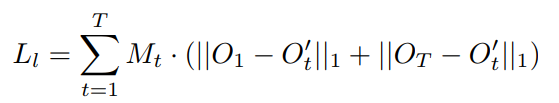 L_l = \sum_{t=1}^{T} M_t \cdot (||O_1 - O'_t||_1 + ||O_T - O'_t||_1)